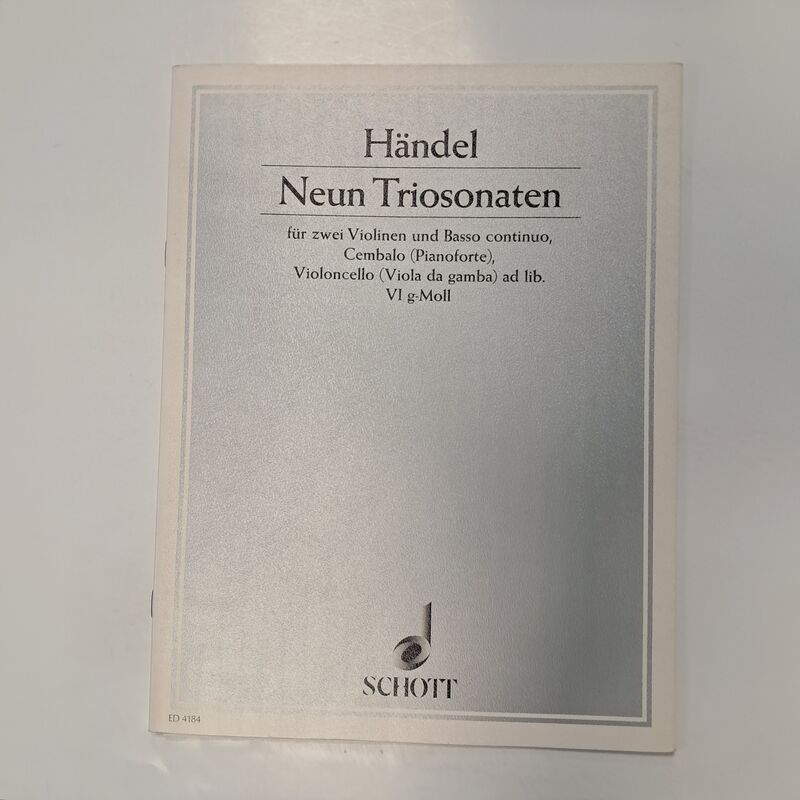 Händel
Neun Triosonaten
für zwei Violinen und Basso continuo,
Cembalo (Pianoforte),
Violoncello (Viola da gamba) ad lib.
VI g-Moll
SCHOTT
ED 4184